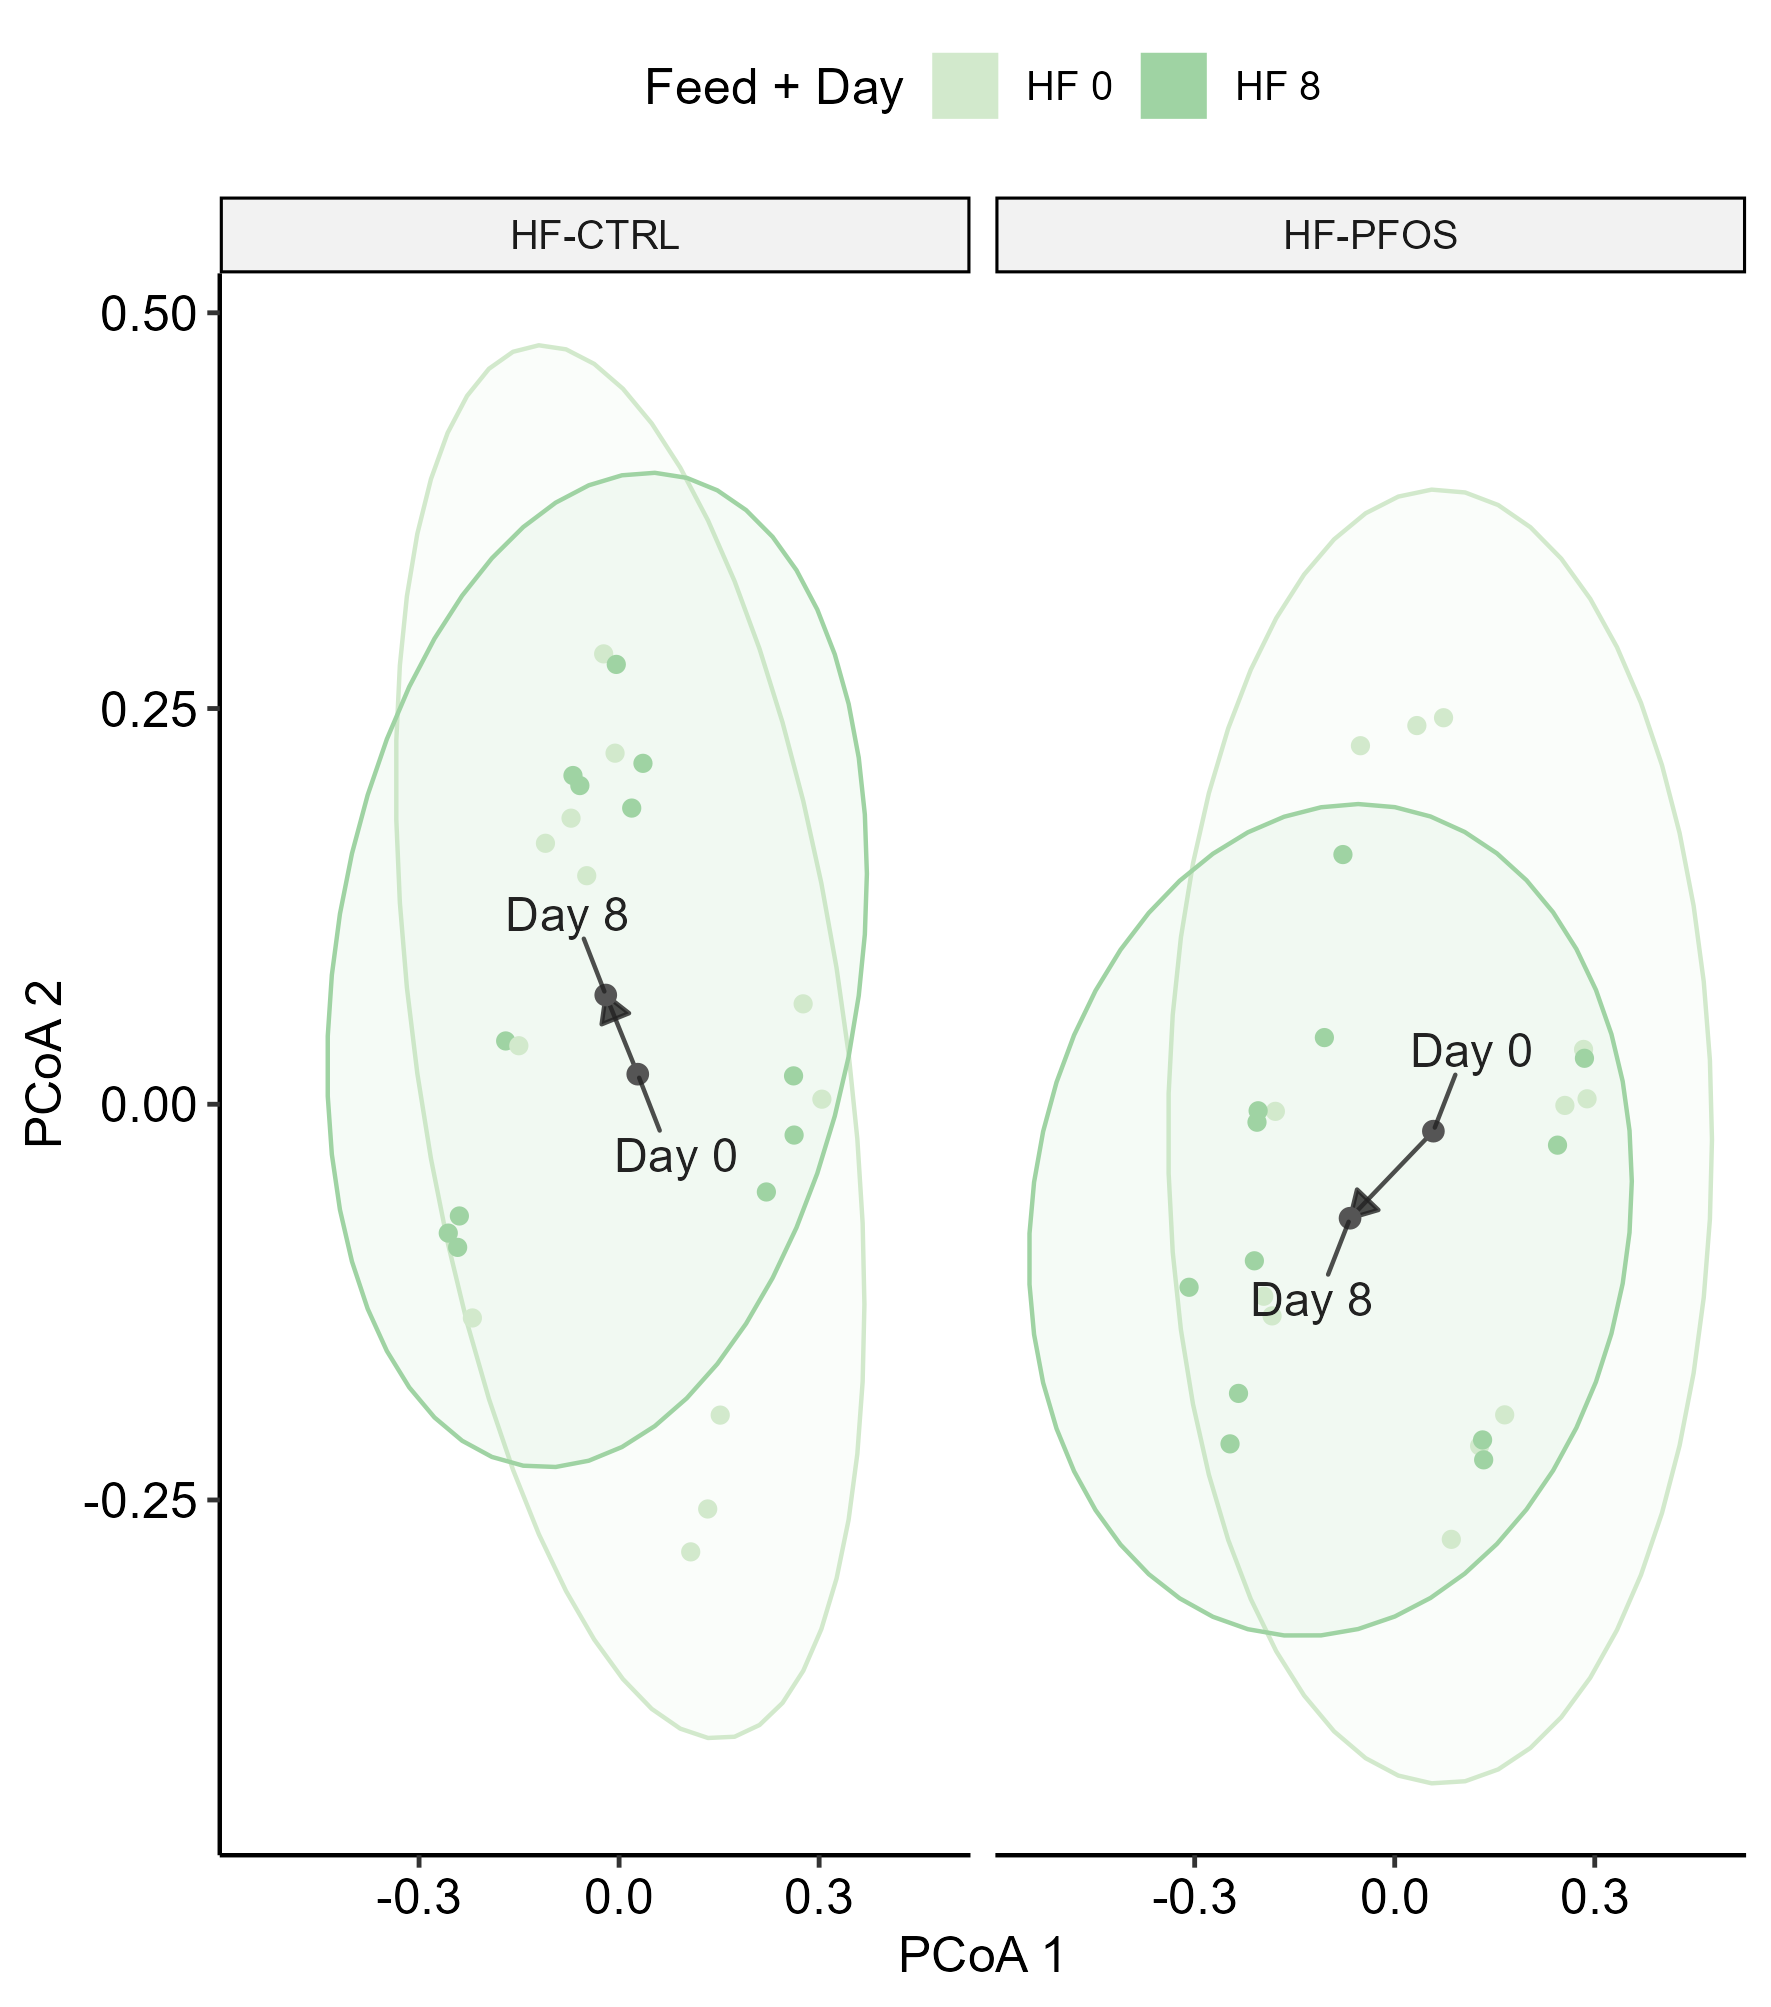 Feed + Day HF 0 HF 8
HF-CTRL HF-PFOS
0.50
0.25
0.00
-0.25
PCoA 2
Day 8
Day 0
Day 0
Day 8
-0.3 0.0 0.3 -0.3 0.0 0.3
PCoA 1